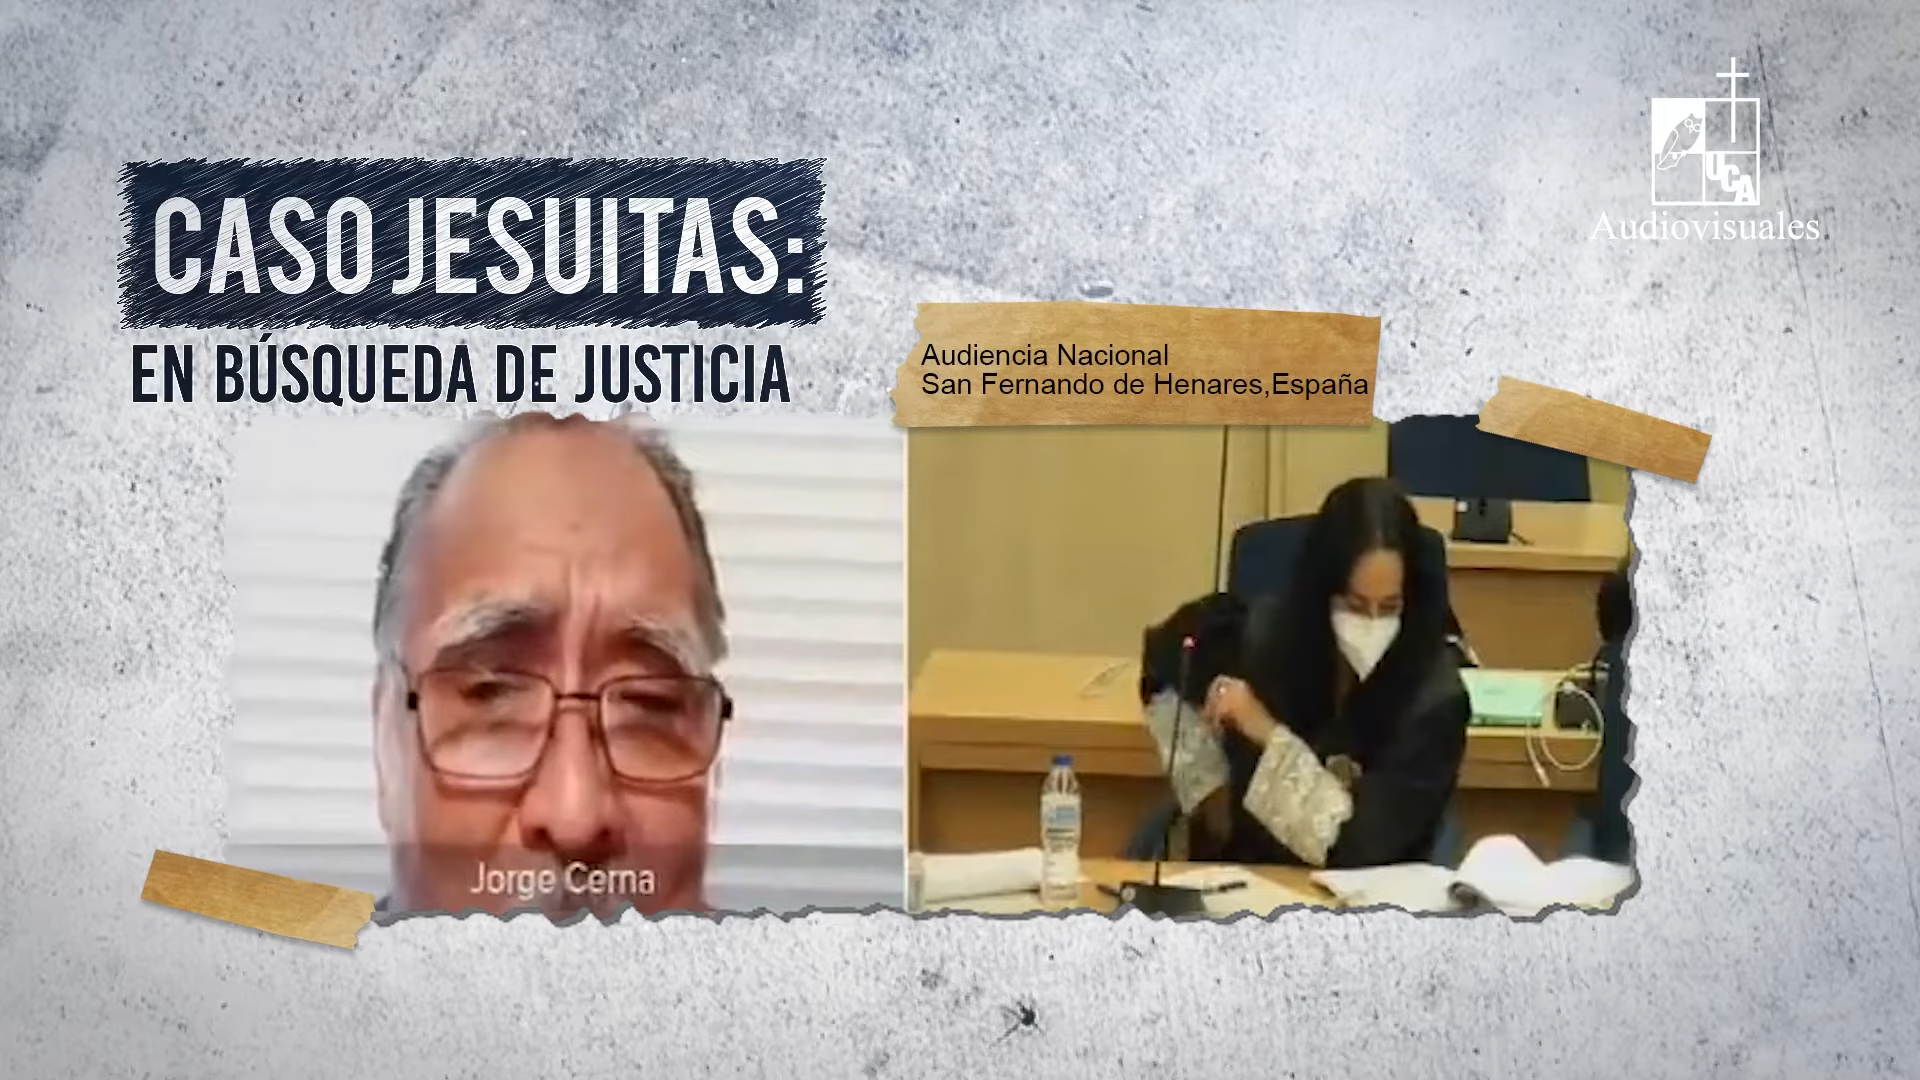 CASO JESUITAS:
EN BÚSQUEDA DE JUSTICIA
UCA
Audiovisuales
Audiencia Nacional
San Fernando de Henares,España
Jorge Cerna